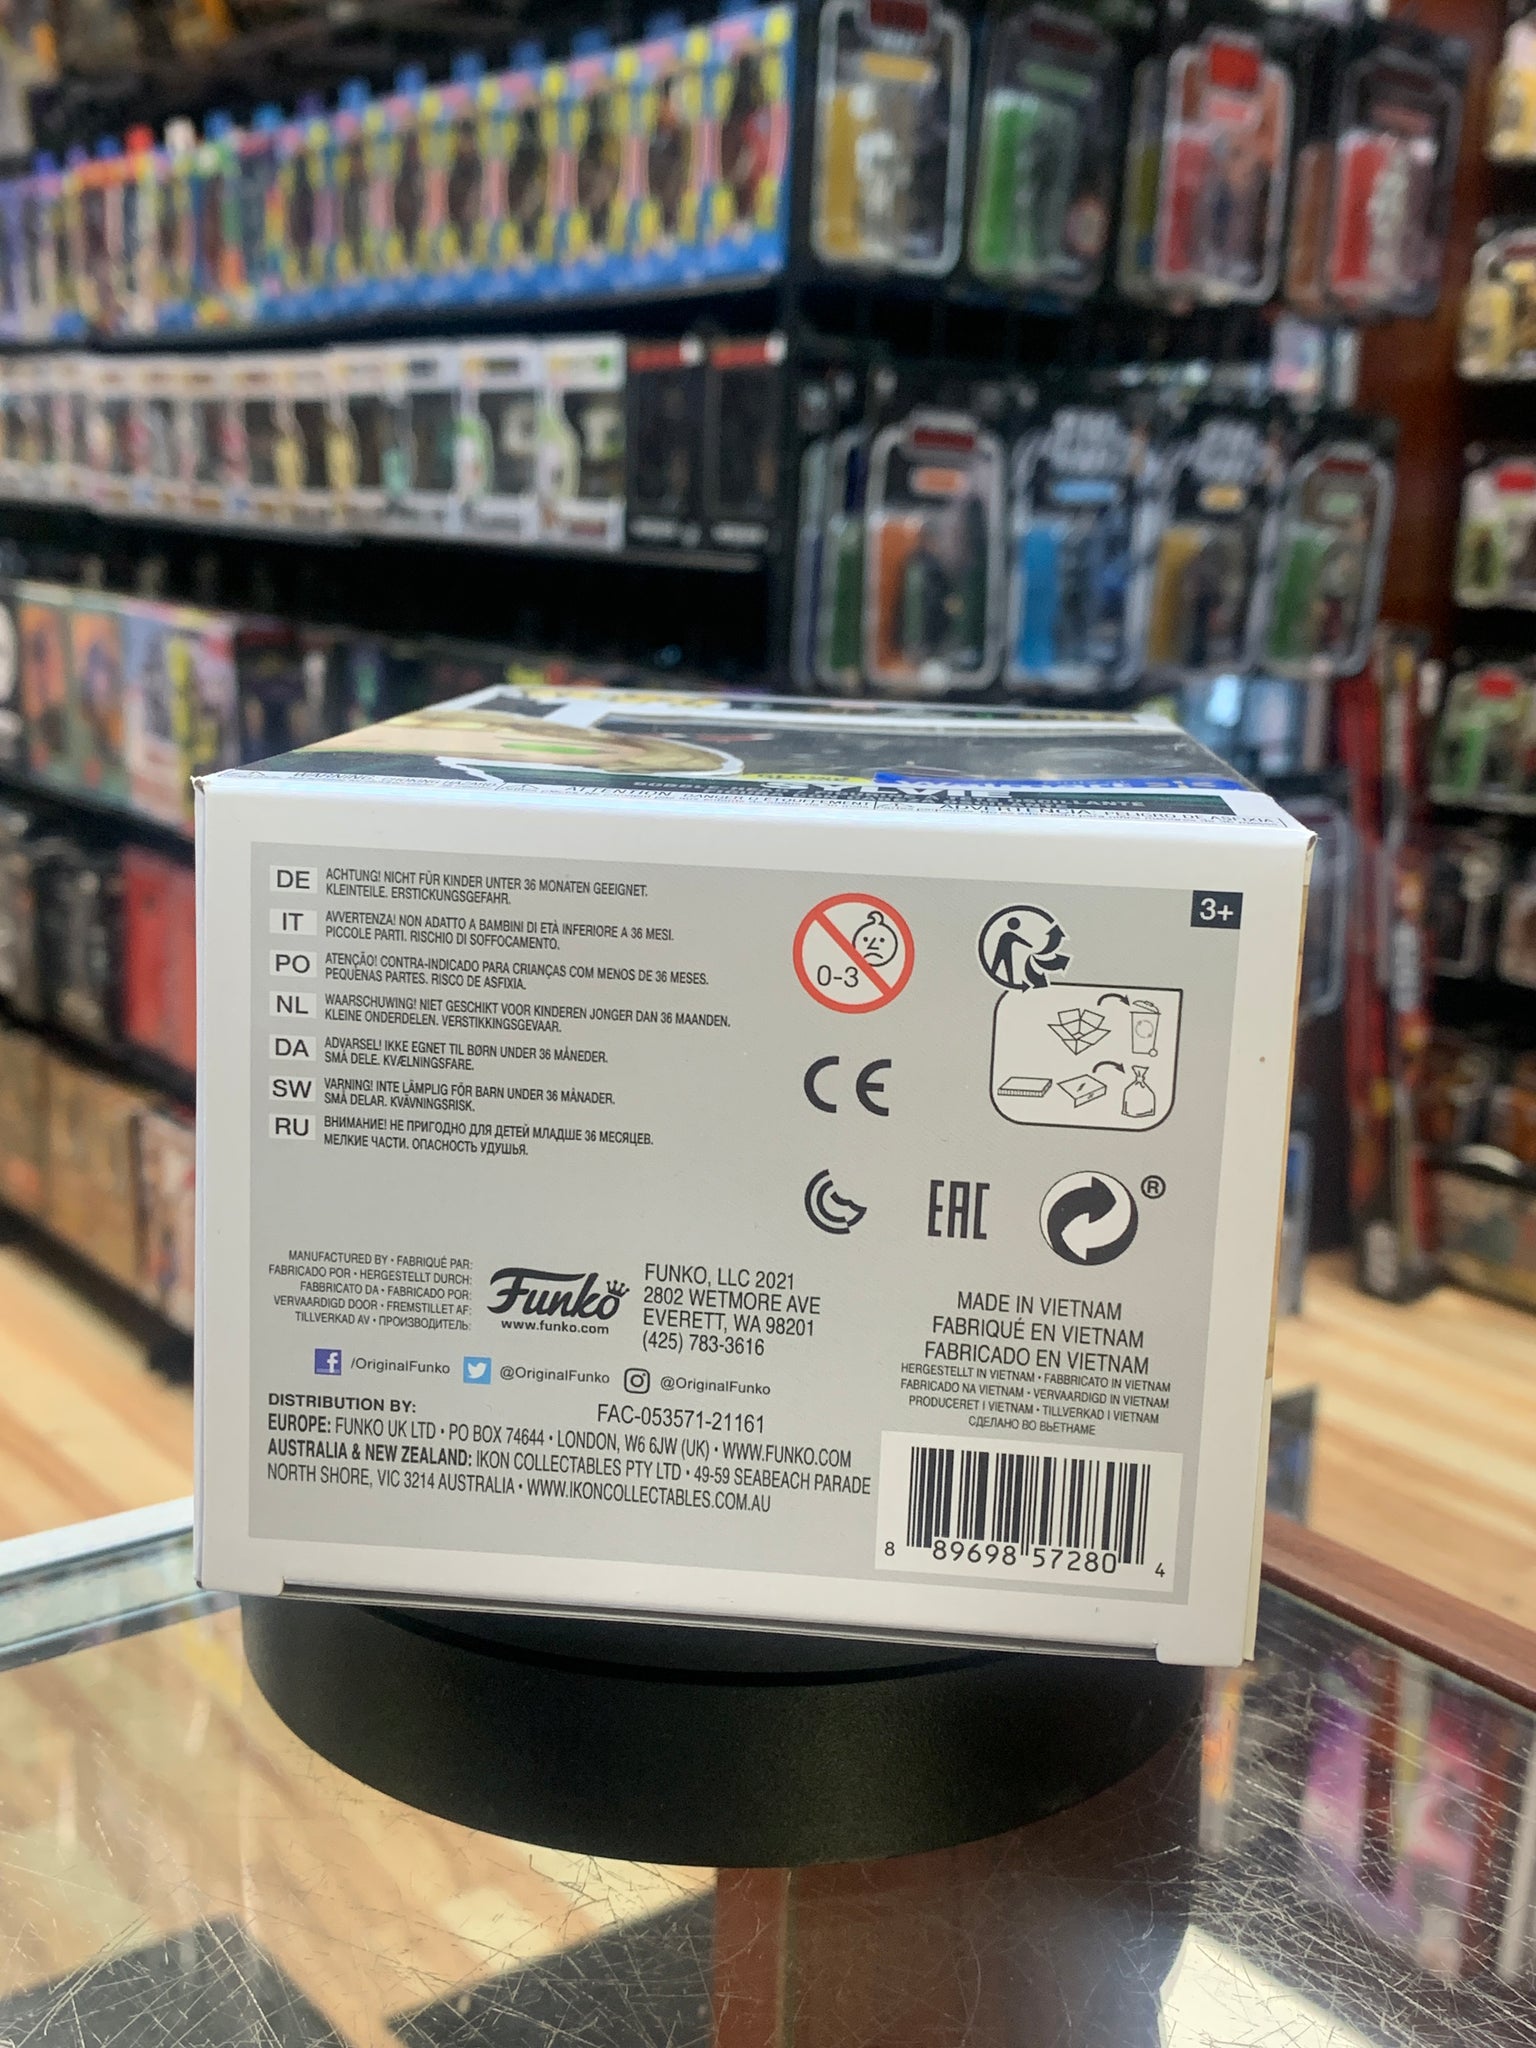 WARNING: CHOKING HAZARD
ATTENTION: DANGER D'ÉTOUFFEMENT
ADVERTENCIA: PELIGRO DE ASFIXIA
DE
ACHTUNG! NICHT FÜR KINDER UNTER 36 MONATEN GEEIGNET.
KLEINTEILE. ERSTICKUNGSGEFAHR.
IT
AVVERTENZA! NON ADATTO A BAMBINI DI ETÀ INFERIORE A 36 MESI.
PICCOLE PARTI. RISCHIO DI SOFFOCAMENTO.
PO
ATENÇÃO! CONTRA-INDICADO PARA CRIANÇAS COM MENOS DE 36 MESES.
PEQUENAS PARTES. RISCO DE ASFIXIA.
NL
WAARSCHUWING! NIET GESCHIKT VOOR KINDEREN JONGER DAN 36 MAANDEN.
KLEINE ONDERDELEN. VERSTIKKINGSGEVAAR.
DA
ADVARSEL! IKKE EGNET TIL BØRN UNDER 36 MÅNEDER.
SMÅ DELE. KVÆLNINGSFARE.
SW
VARNING! INTE LÄMPLIG FÖR BARN UNDER 36 MÅNADER.
SMÅ DELAR. KVÄVNINGSRISK.
RU
ВНИМАНИЕ! НЕ ПРИГОДНО ДЛЯ ДЕТЕЙ МЛАДШЕ 36 МЕСЯЦЕВ.
МЕЛКИЕ ЧАСТИ. ОПАСНОСТЬ УДУШЬЯ.
0-3
3+
CE
EAC
®
MANUFACTURED BY • FABRIQUÉ PAR:
FABRICADO POR • HERGESTELLT DURCH:
FABBRICATO DA • FABRICADO POR:
VERVAARDIGD DOOR • FREMSTILLET AF:
TILLVERKAD AV • ПРОИЗВОДИТЕЛЬ:
Funko
www.funko.com
FUNKO, LLC 2021
2802 WETMORE AVE
EVERETT, WA 98201
(425) 783-3616
/OriginalFunko
@OriginalFunko
@OriginalFunko
MADE IN VIETNAM
FABRIQUÉ EN VIETNAM
FABRICADO EN VIETNAM
HERGESTELLT IN VIETNAM • FABBRICATO IN VIETNAM
FABRICADO NA VIETNAM • VERVAARDIGD IN VIETNAM
PRODUCERET I VIETNAM • TILLVERKAD I VIETNAM
СДЕЛАНО ВО ВЬЕТНАМЕ
DISTRIBUTION BY:
FAC-053571-21161
EUROPE: FUNKO UK LTD • PO BOX 74644 • LONDON, W6 6JW (UK) • WWW.FUNKO.COM
AUSTRALIA & NEW ZEALAND: IKON COLLECTABLES PTY LTD • 49-59 SEABEACH PARADE
NORTH SHORE, VIC 3214 AUSTRALIA • WWW.IKONCOLLECTABLES.COM.AU
8 89698 57280 4